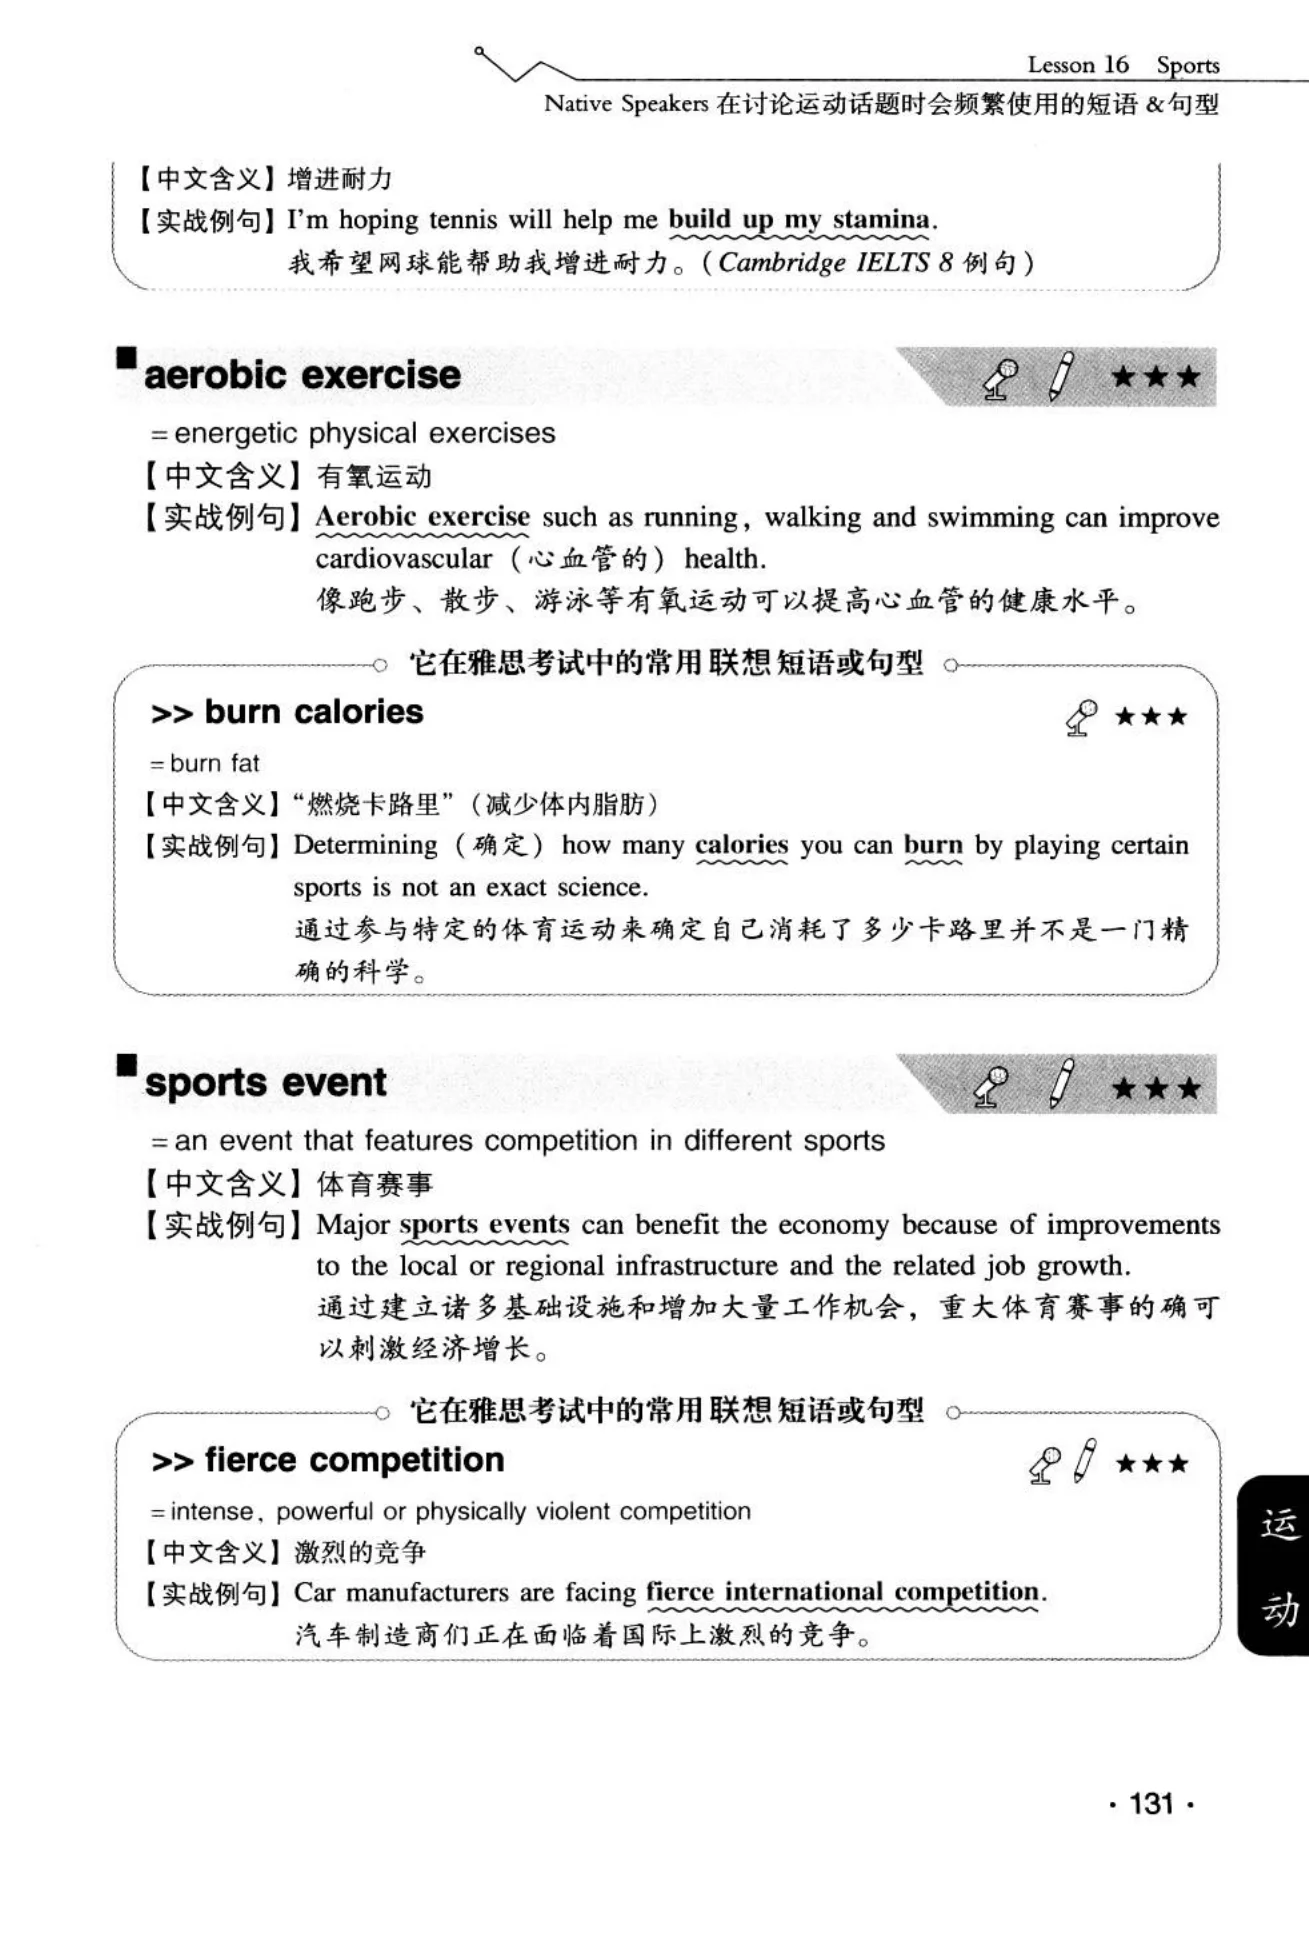 Lesson 16 Sports
Native Speakers 在讨论运动话题时会频繁使用的短语 &句型
【中文含义】增进耐力
【实战例句】I'm hoping tennis will help me build up my stamina.
我希望网球能帮助我增进耐力。(Cambridge IELTS 8 例句)
■ aerobic exercise ★★★
= energetic physical exercises
【中文含义】有氧运动
【实战例句】Aerobic exercise such as running, walking and swimming can improve
cardiovascular (心血管的) health.
像跑步、散步、游泳等有氧运动可以提高心血管的健康水平。
它在雅思考试中的常用联想短语或句型
>> burn calories ★★★
= burn fat
【中文含义】“燃烧卡路里”(减少体内脂肪)
【实战例句】Determining (确定) how many calories you can burn by playing certain
sports is not an exact science.
通过参与特定的体育运动来确定自己消耗了多少卡路里并不是一门精
确的科学。
■ sports event ★★★
= an event that features competition in different sports
【中文含义】体育赛事
【实战例句】Major sports events can benefit the economy because of improvements
to the local or regional infrastructure and the related job growth.
通过建立诸多基础设施和增加大量工作机会，重大体育赛事的确可
以刺激经济增长。
它在雅思考试中的常用联想短语或句型
>> fierce competition ★★★
= intense, powerful or physically violent competition
【中文含义】激烈的竞争
【实战例句】Car manufacturers are facing fierce international competition.
汽车制造商们正在面临着国际上激烈的竞争。
运
动
· 131 ·